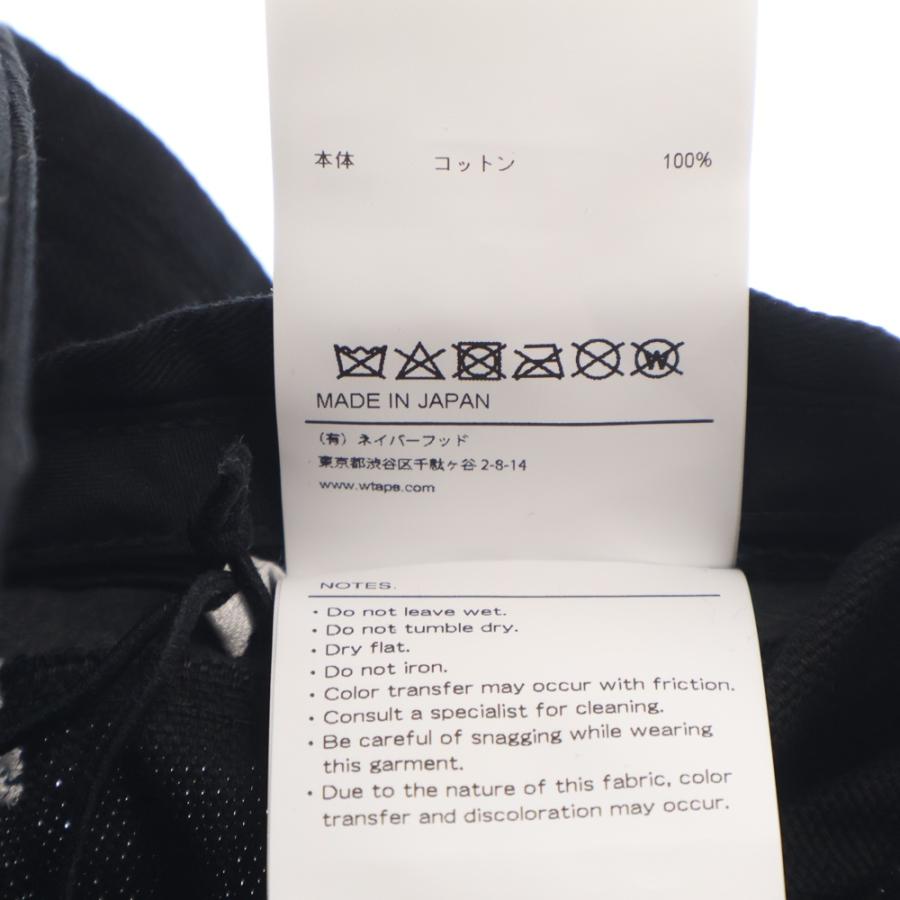 本体 コットン 100%
W
MADE IN JAPAN
(有) ネイバーフッド
東京都渋谷区千駄ヶ谷 2-8-14
www.wtaps.com
NOTES.
・Do not leave wet.
・Do not tumble dry.
・Dry flat.
・Do not iron.
・Color transfer may occur with friction.
・Consult a specialist for cleaning.
・Be careful of snagging while wearing
this garment.
・Due to the nature of this fabric, color
transfer and discoloration may occur.